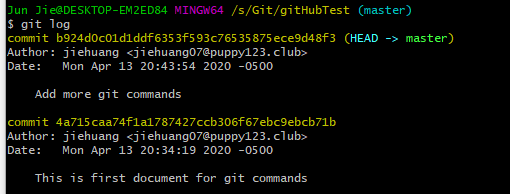 Jun Jie@DESKTOP-EM2ED84 MINGW64 /s/Git/gitHubTest (master)
$ git log
commit b924d0c01d1ddf6353f593c76535875ece9d48f3 (HEAD -> master)
Author: jiehuang <jiehuang07@puppy123.club>
Date:   Mon Apr 13 20:43:54 2020 -0500
    Add more git commands
commit 4a715caa74f1a1787427ccb306f67ebc9ebcb71b
Author: jiehuang <jiehuang07@puppy123.club>
Date:   Mon Apr 13 20:34:19 2020 -0500
    This is first document for git commands